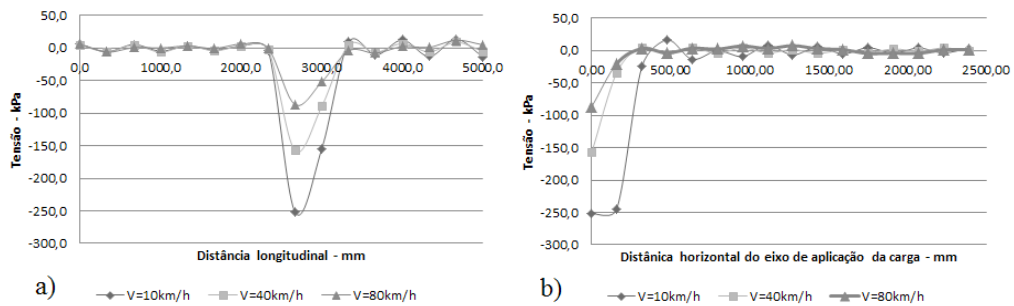 50,0
0,0
-50,0
-100,0
-150,0
-200,0
-250,0
-300,0
Tensão - kPa
0,0 1000,0 2000,0 3000,0 4000,0 5000,0
Distância longitudinal - mm
a)
V=10km/h V=40km/h V=80km/h
50,0
0,0
-50,0
-100,0
-150,0
-200,0
-250,0
-300,0
Tensão - kPa
0,00 500,00 1000,00 1500,00 2000,00 2500,00
Distânica horizontal do eixo de aplicação da carga - mm
b)
V=10km/h V=40km/h V=80km/h